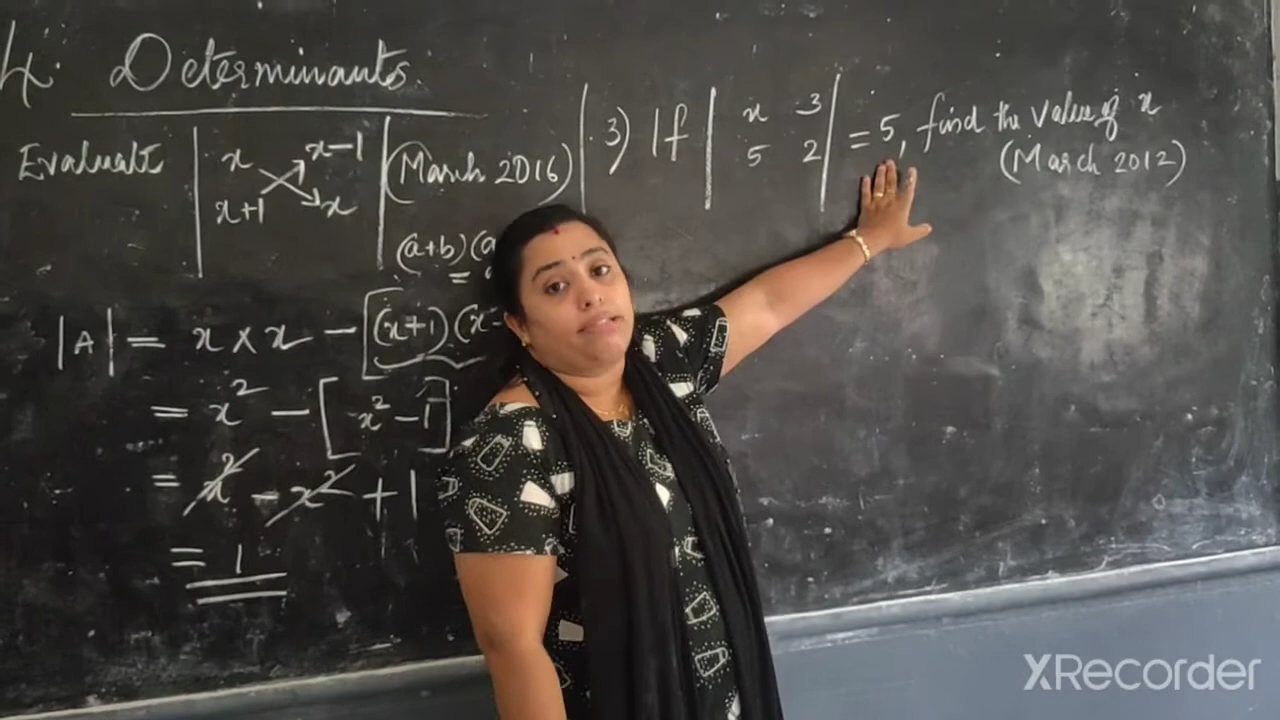 4. Determinants
Evaluate | x x-1 | (March 2016)
| x+1 x |
(a+b)(a
=
|A| = x × x - [(x+1)(x-
= x² - [x² - 1]
= x² - x² + 1
= 1
3) If | x 3 | = 5, find the value of x
| 5 2 | (March 2012)
XRecorder